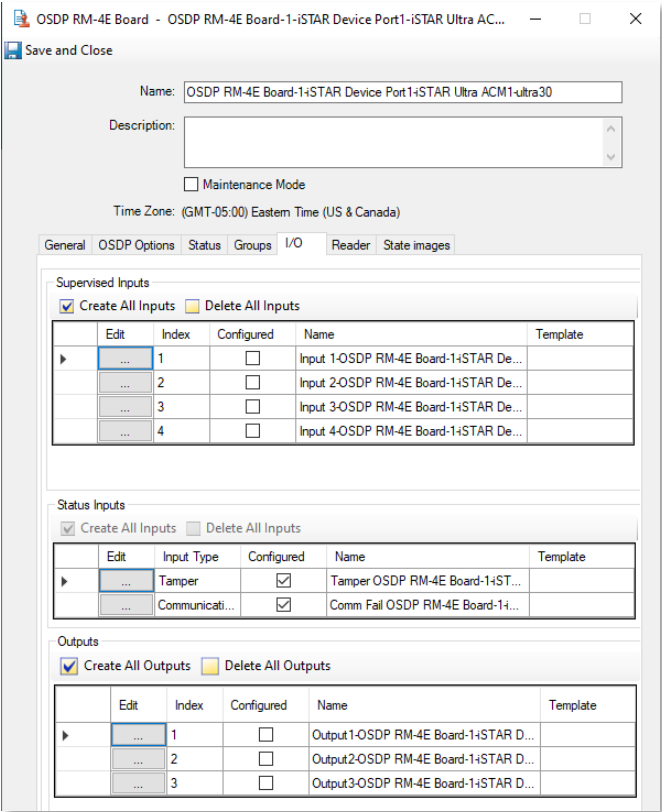 OSDP RM-4E Board - OSDP RM-4E Board-1-iSTAR Device Port1-iSTAR Ultra ACM1-...
Save and Close
Name: OSDP RM-4E Board-1-iSTAR Device Port1-iSTAR Ultra ACM1-ultra30
Description:
Maintenance Mode
Time Zone: (GMT-05:00) Eastern Time (US & Canada)
General OSDP Options Status Groups I/O Reader State images
Supervised Inputs
Create All Inputs Delete All Inputs
Edit Index Configured Name Template
... 1 Input 1-OSDP RM-4E Board-1-iSTAR De...
... 2 Input 2-OSDP RM-4E Board-1-iSTAR De...
... 3 Input 3-OSDP RM-4E Board-1-iSTAR De...
... 4 Input 4-OSDP RM-4E Board-1-iSTAR De...
Status Inputs
Create All Inputs Delete All Inputs
Edit Input Type Configured Name Template
... Tamper Tamper OSDP RM-4E Board-1-iST...
... Communicati... Comm Fail OSDP RM-4E Board-1-i...
Outputs
Create All Outputs Delete All Outputs
Edit Index Configured Name Template
... 1 Output1-OSDP RM-4E Board-1-iSTAR D...
... 2 Output2-OSDP RM-4E Board-1-iSTAR D...
... 3 Output3-OSDP RM-4E Board-1-iSTAR D...